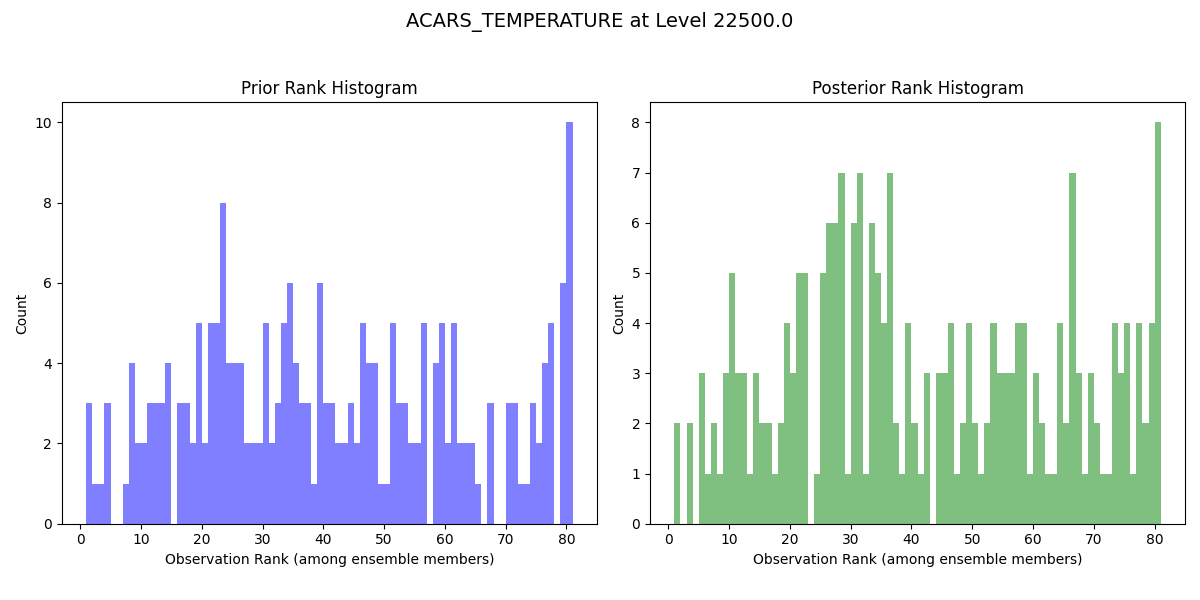 ACARS_TEMPERATURE at Level 22500.0
Prior Rank Histogram
Count
10
8
6
4
2
0
0 10 20 30 40 50 60 70 80
Observation Rank (among ensemble members)
Posterior Rank Histogram
Count
8
7
6
5
4
3
2
1
0
0 10 20 30 40 50 60 70 80
Observation Rank (among ensemble members)